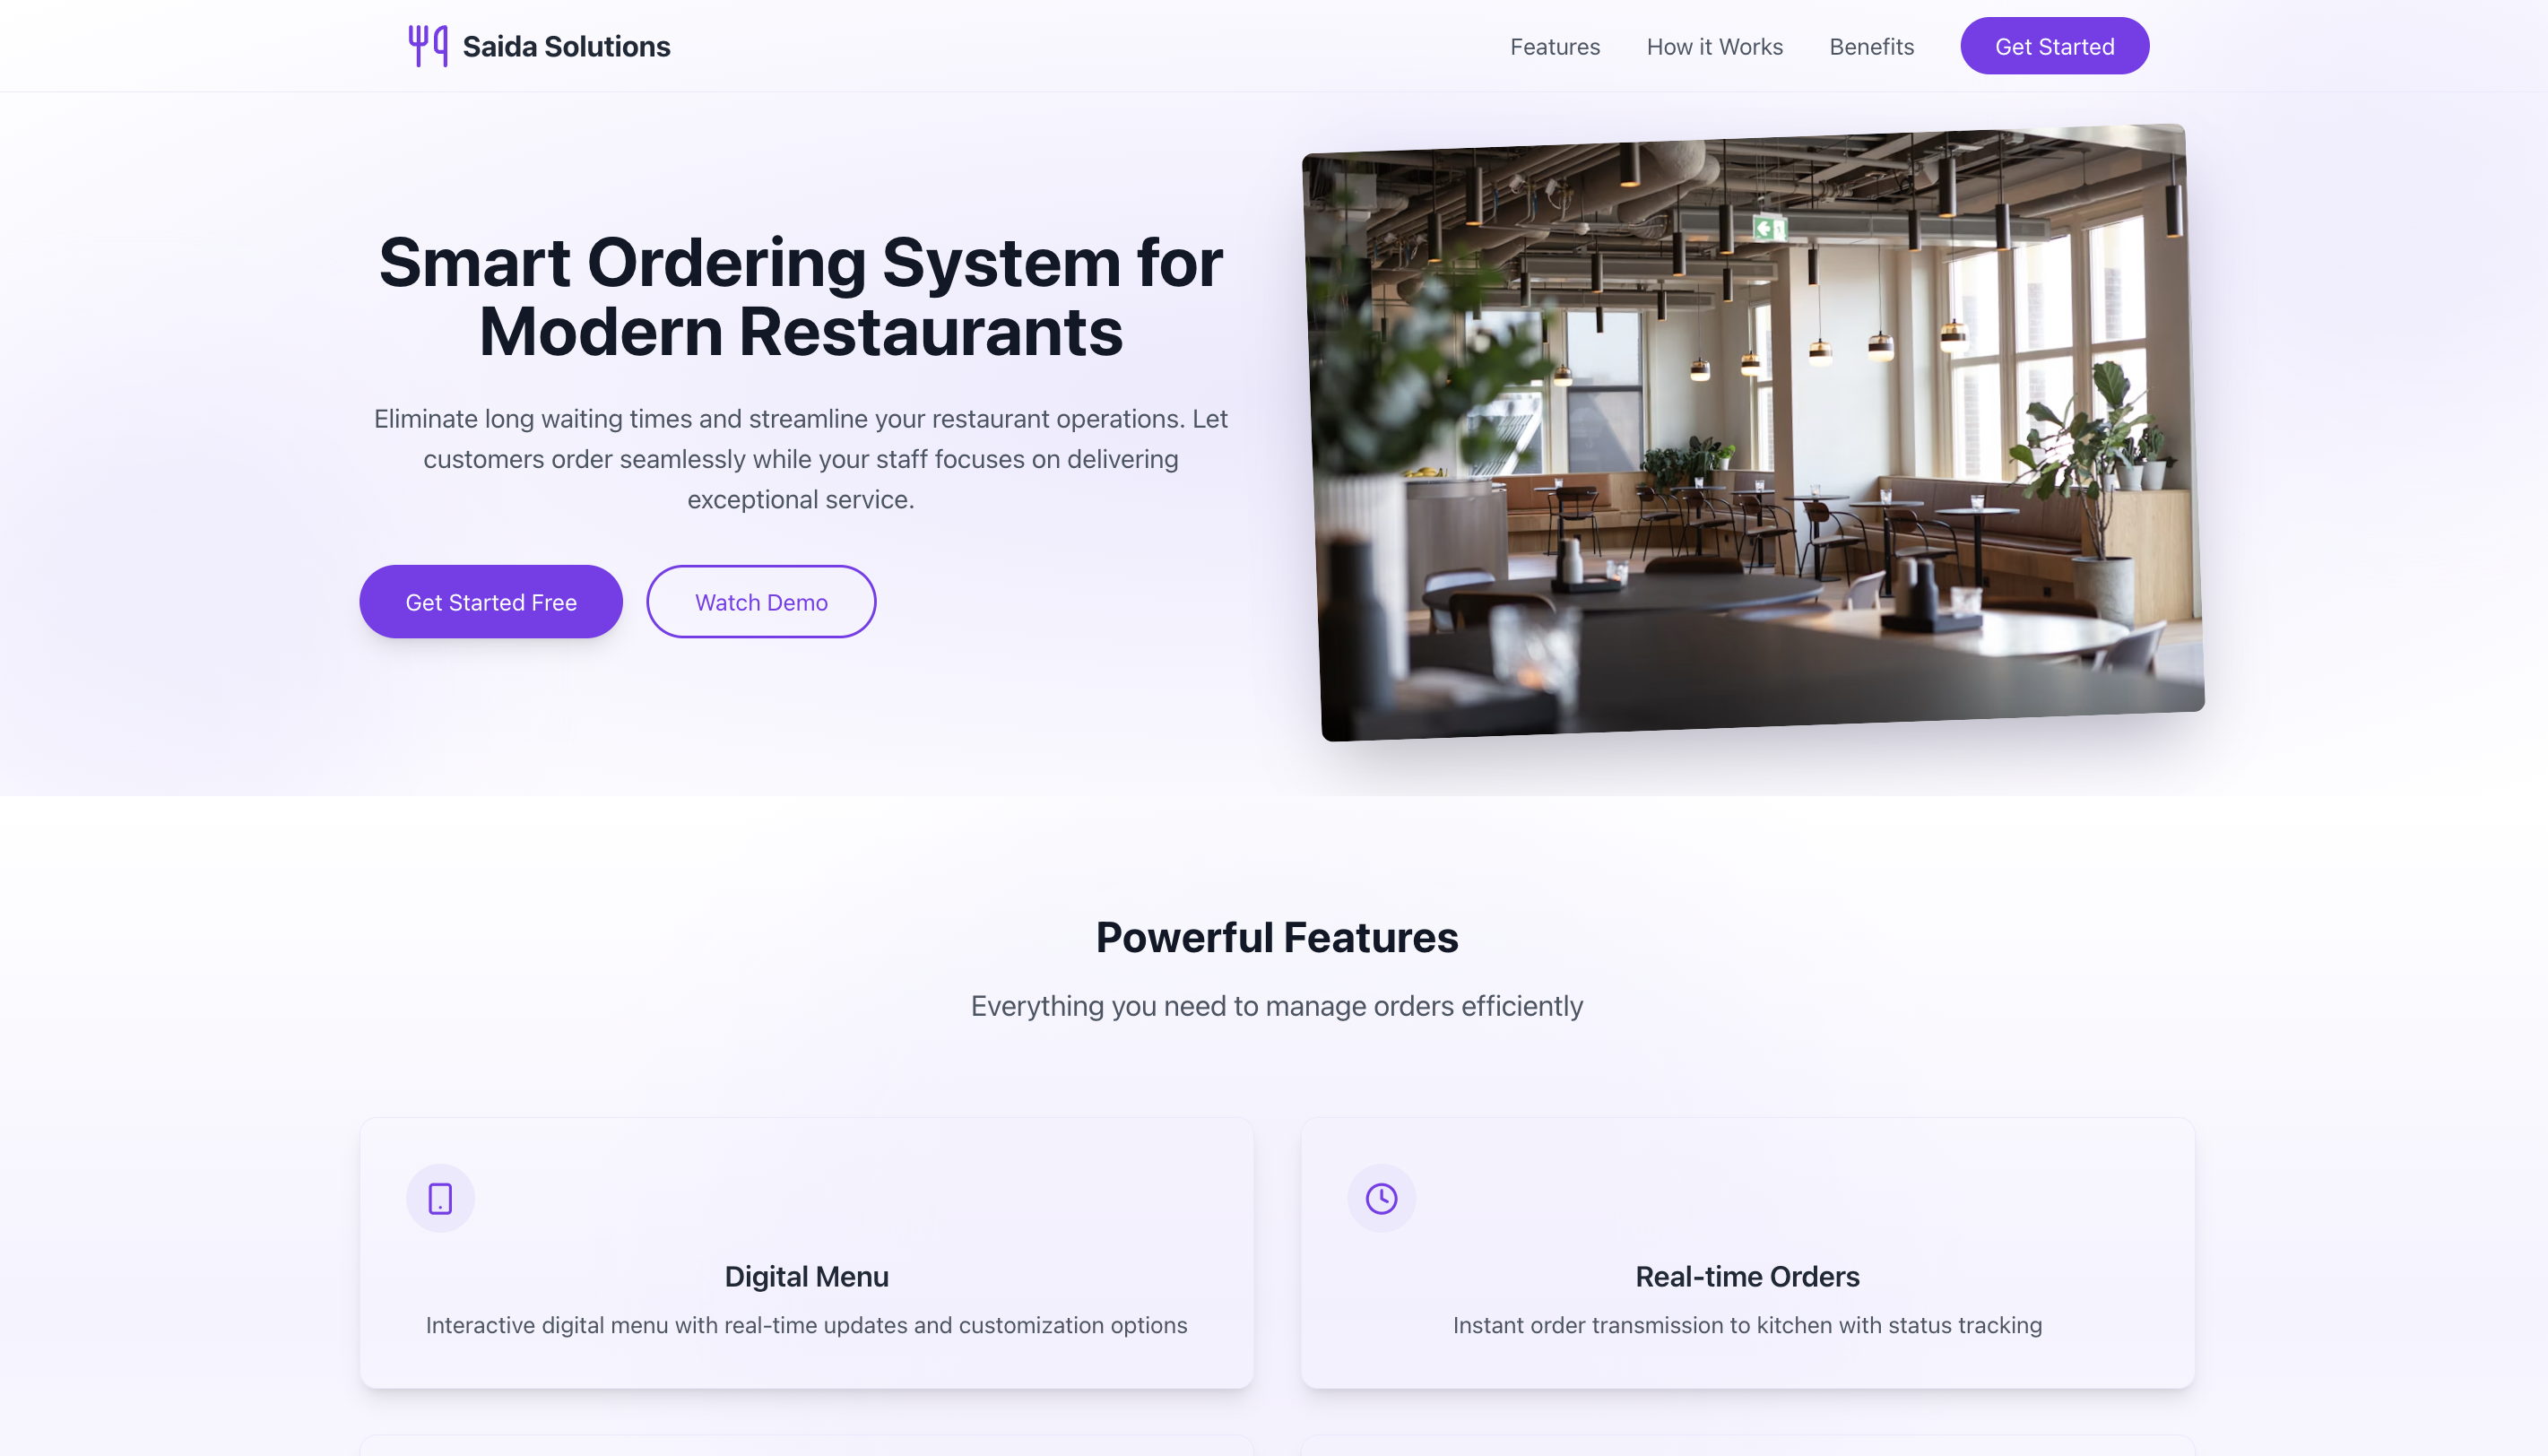 Saida Solutions
Features
How it Works
Benefits
Get Started
Smart Ordering System for
Modern Restaurants
Eliminate long waiting times and streamline your restaurant operations. Let
customers order seamlessly while your staff focuses on delivering
exceptional service.
Get Started Free
Watch Demo
Powerful Features
Everything you need to manage orders efficiently
Digital Menu
Interactive digital menu with real-time updates and customization options
Real-time Orders
Instant order transmission to kitchen with status tracking